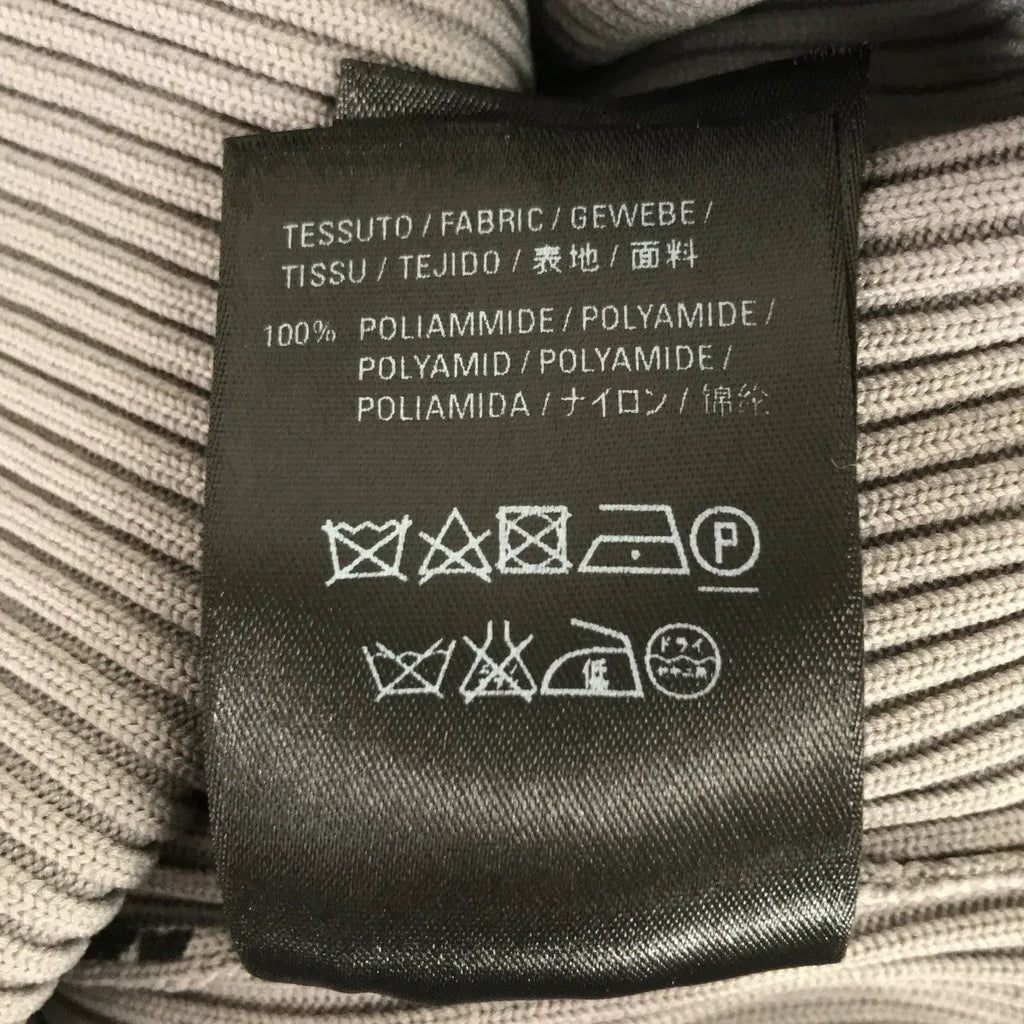 TESSUTO / FABRIC / GEWEBE /
TISSU / TEJIDO / 表地 / 面料
100% POLIAMMIDE / POLYAMIDE /
POLYAMID / POLYAMIDE /
POLIAMIDA / ナイロン / 锦纶
P
低
ドライ